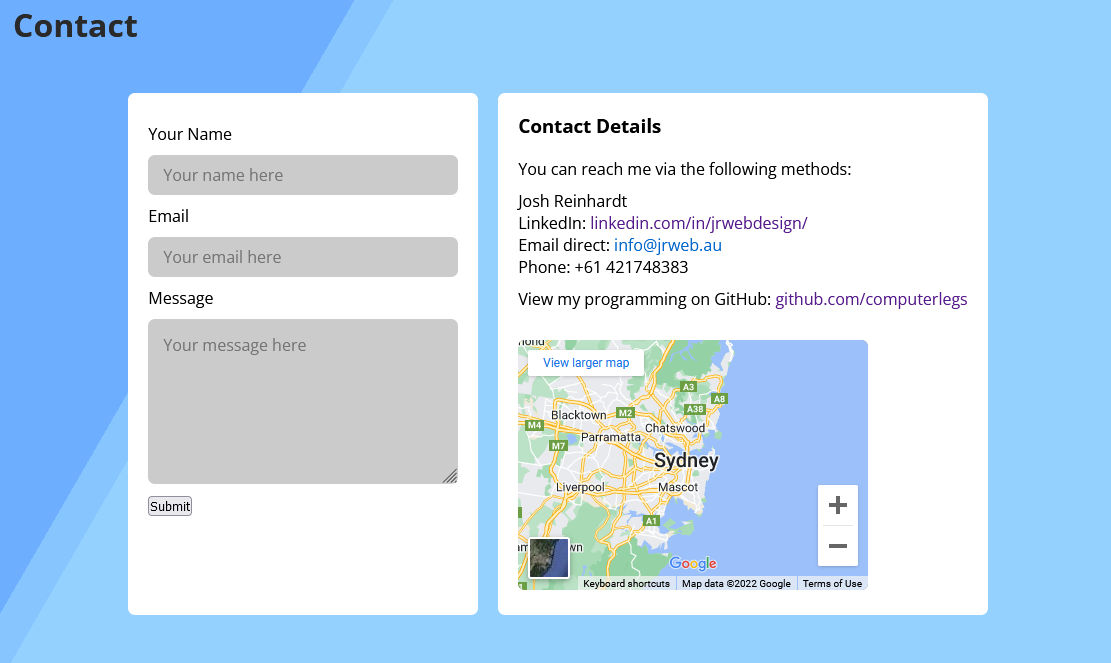 Contact
Your Name
Your name here
Email
Your email here
Message
Your message here
Submit
Contact Details
You can reach me via the following methods:
Josh Reinhardt
LinkedIn: linkedin.com/in/jrwebdesign/
Email direct: info@jrweb.au
Phone: +61 421748383
View my programming on GitHub: github.com/computerlegs
View larger map
A3
A8
A38
Blacktown
M2
M4
Chatswood
Parramatta
M7
Sydney
Liverpool
Mascot
A1
Google
Keyboard shortcuts
Map data ©2022 Google
Terms of Use